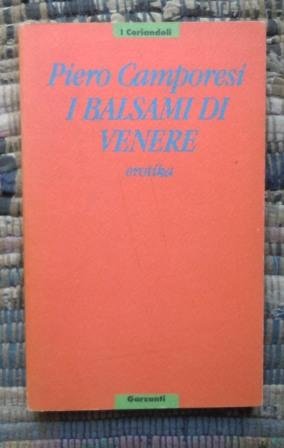 I Coriandoli
Piero Camporesi
I BALSAMI DI
VENERE
erotika
Garzanti